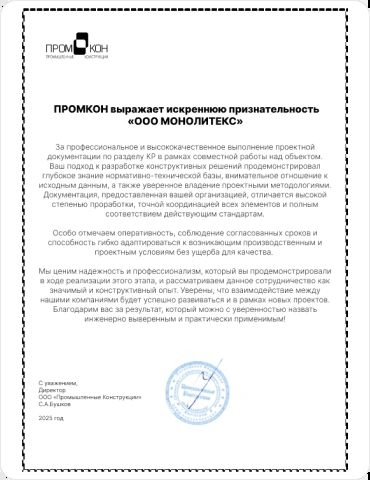 ПРОМКОН
ПРОМЫШЛЕННЫЕ КОНСТРУКЦИИ
ПРОМКОН выражает искреннюю признательность
«ООО МОНОЛИТЕКС»
За профессиональное и высококачественное выполнение проектной
документации по разделу КР в рамках совместной работы над объектом.
Ваш подход к разработке конструктивных решений продемонстрировал
глубокое знание нормативно-технической базы, внимательное отношение к
исходным данным, а также уверенное владение проектными методологиями.
Документация, предоставленная вашей организацией, отличается высокой
степенью проработки, точной координацией всех элементов и полным
соответствием действующим стандартам.
Особо отмечаем оперативность, соблюдение согласованных сроков и
способность гибко адаптироваться к возникающим производственным и
проектным условиям без ущерба для качества.
Мы ценим надежность и профессионализм, который вы продемонстрировали
в ходе реализации этого этапа, и рассматриваем данное сотрудничество как
значимый и конструктивный опыт. Уверены, что взаимодействие между
нашими компаниями будет успешно развиваться и в рамках новых проектов.
Благодарим вас за результат, который можно с уверенностью назвать
инженерно выверенным и практически применимым!
С уважением,
Директор
ООО «Промышленные Конструкции»
С.А.Бушков
2025 год